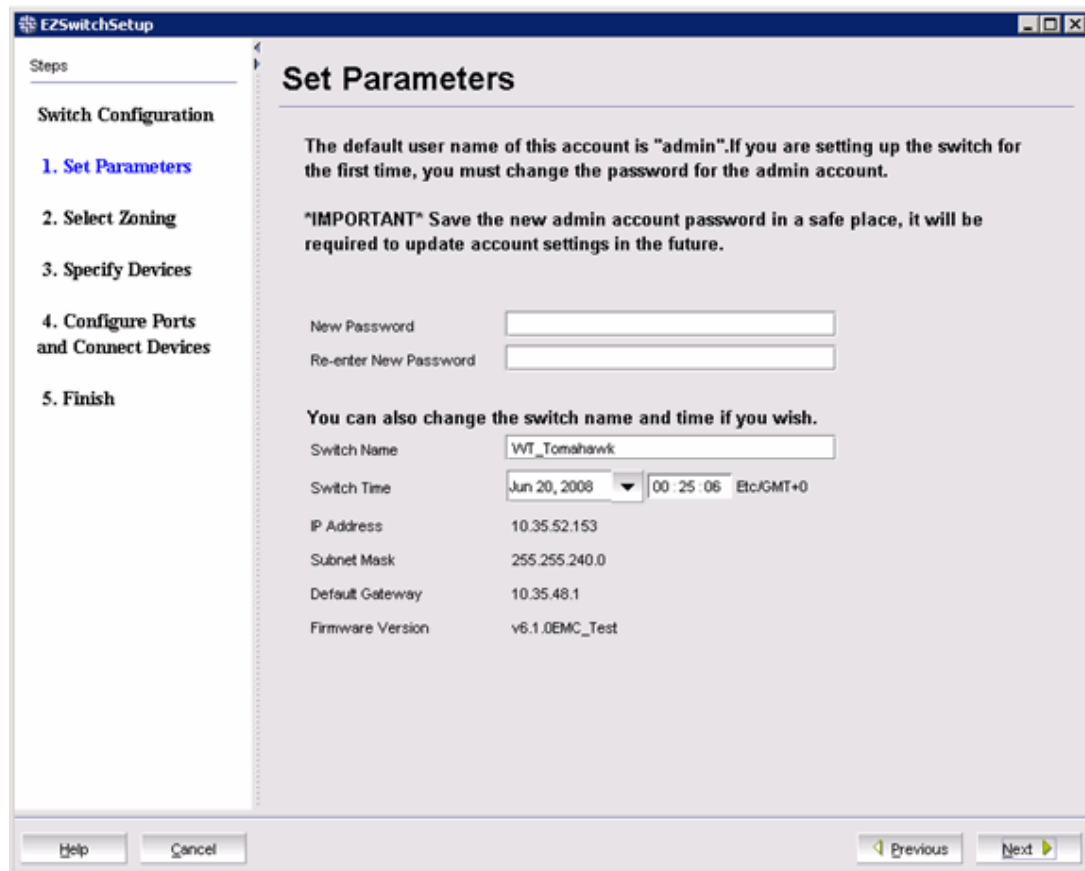 EZSwitchSetup
Steps
Switch Configuration
1. Set Parameters
2. Select Zoning
3. Specify Devices
4. Configure Ports
and Connect Devices
5. Finish
Set Parameters
The default user name of this account is "admin".If you are setting up the switch for
the first time, you must change the password for the admin account.
*IMPORTANT* Save the new admin account password in a safe place, it will be
required to update account settings in the future.
New Password
Re-enter New Password
You can also change the switch name and time if you wish.
Switch Name WT_Tomahawk
Switch Time Jun 20, 2008 00:25:06 Etc/GMT+0
IP Address 10.35.52.153
Subnet Mask 255.255.240.0
Default Gateway 10.35.48.1
Firmware Version v6.1.0EMC_Test
Help Cancel Previous Next